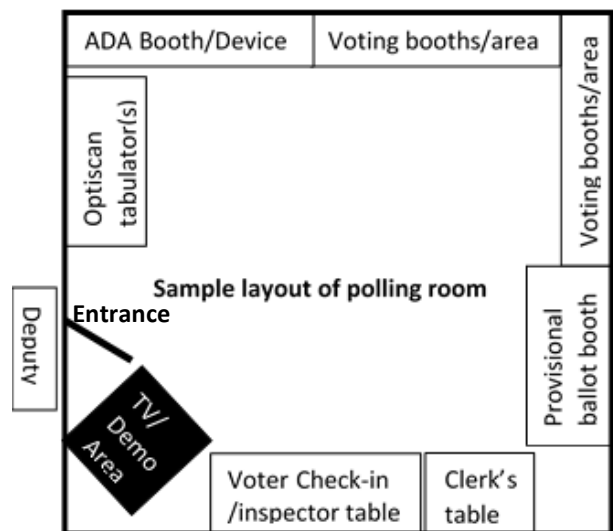 ADA Booth/Device
Voting booths/area
Voting booths/area
Optiscan
tabulator(s)
Sample layout of polling room
Entrance
Deputy
Provisional
ballot booth
TV/
Demo
Area
Voter Check-in
/inspector table
Clerk's
table